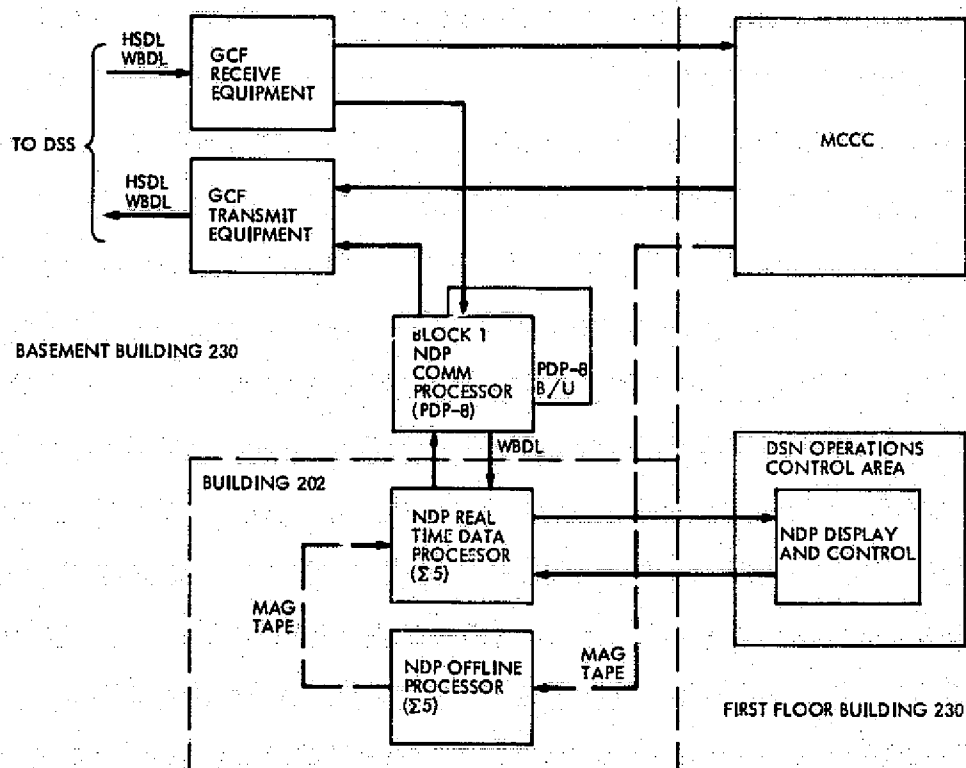 HSDL
WBDL
GCF
RECEIVE
EQUIPMENT
MCCC
TO DSS
HSDL
WBDL
GCF
TRANSMIT
EQUIPMENT
BASEMENT BUILDING 230
BLOCK 1
NDP
COMM
PROCESSOR
(PDP-8)
PDP-8
B/U
WBDL
BUILDING 202
NDP REAL
TIME DATA
PROCESSOR
(Σ5)
DSN OPERATIONS
CONTROL AREA
NDP DISPLAY
AND CONTROL
MAG
TAPE
NDP OFFLINE
PROCESSOR
(Σ5)
MAG
TAPE
FIRST FLOOR BUILDING 230